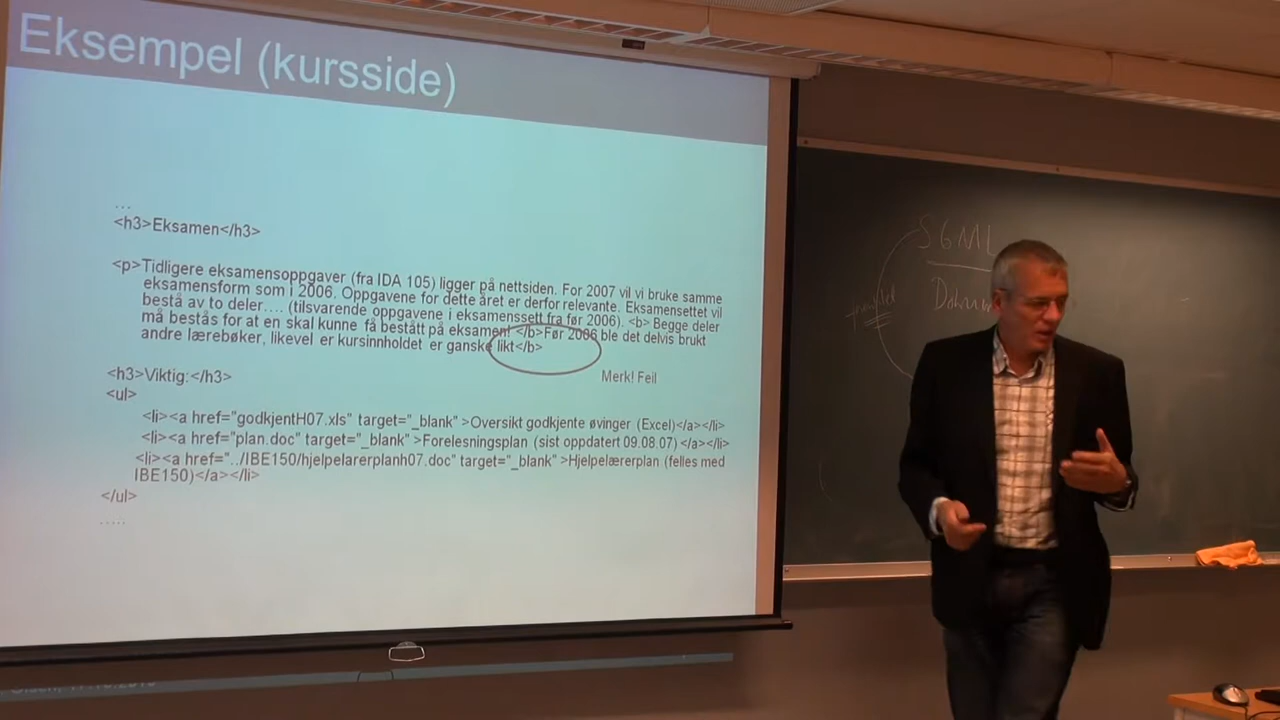 Eksempel (kursside)
...
<h3>Eksamen</h3>
<p>Tidligere eksamensoppgaver (fra IDA 105) ligger på nettsiden. For 2007 vil vi bruke samme
eksamensform som i 2006. Oppgavene for dette året er derfor relevante. Eksamensettet vil
bestå av to deler.... (tilsvarende oppgavene i eksamenssett fra før 2006). <b> Begge deler
må bestås for at en skal kunne få bestått på eksamen! </b>Før 2006 ble det delvis brukt
andre lærebøker, likevel er kursinnholdet er ganske likt</b>
Merk! Feil
<h3>Viktig:</h3>
<ul>
<li><a href="godkjentH07.xls" target="_blank" >Oversikt godkjente øvinger (Excel)</a></li>
<li><a href="plan.doc" target="_blank" >Forelesningsplan (sist oppdatert 09.08.07) </a></li>
<li><a href="../IBE150/hjelpelarerplanh07.doc" target="_blank" >Hjelpelærerplan (felles med
IBE150)</a></li>
</ul>
.....
SGML